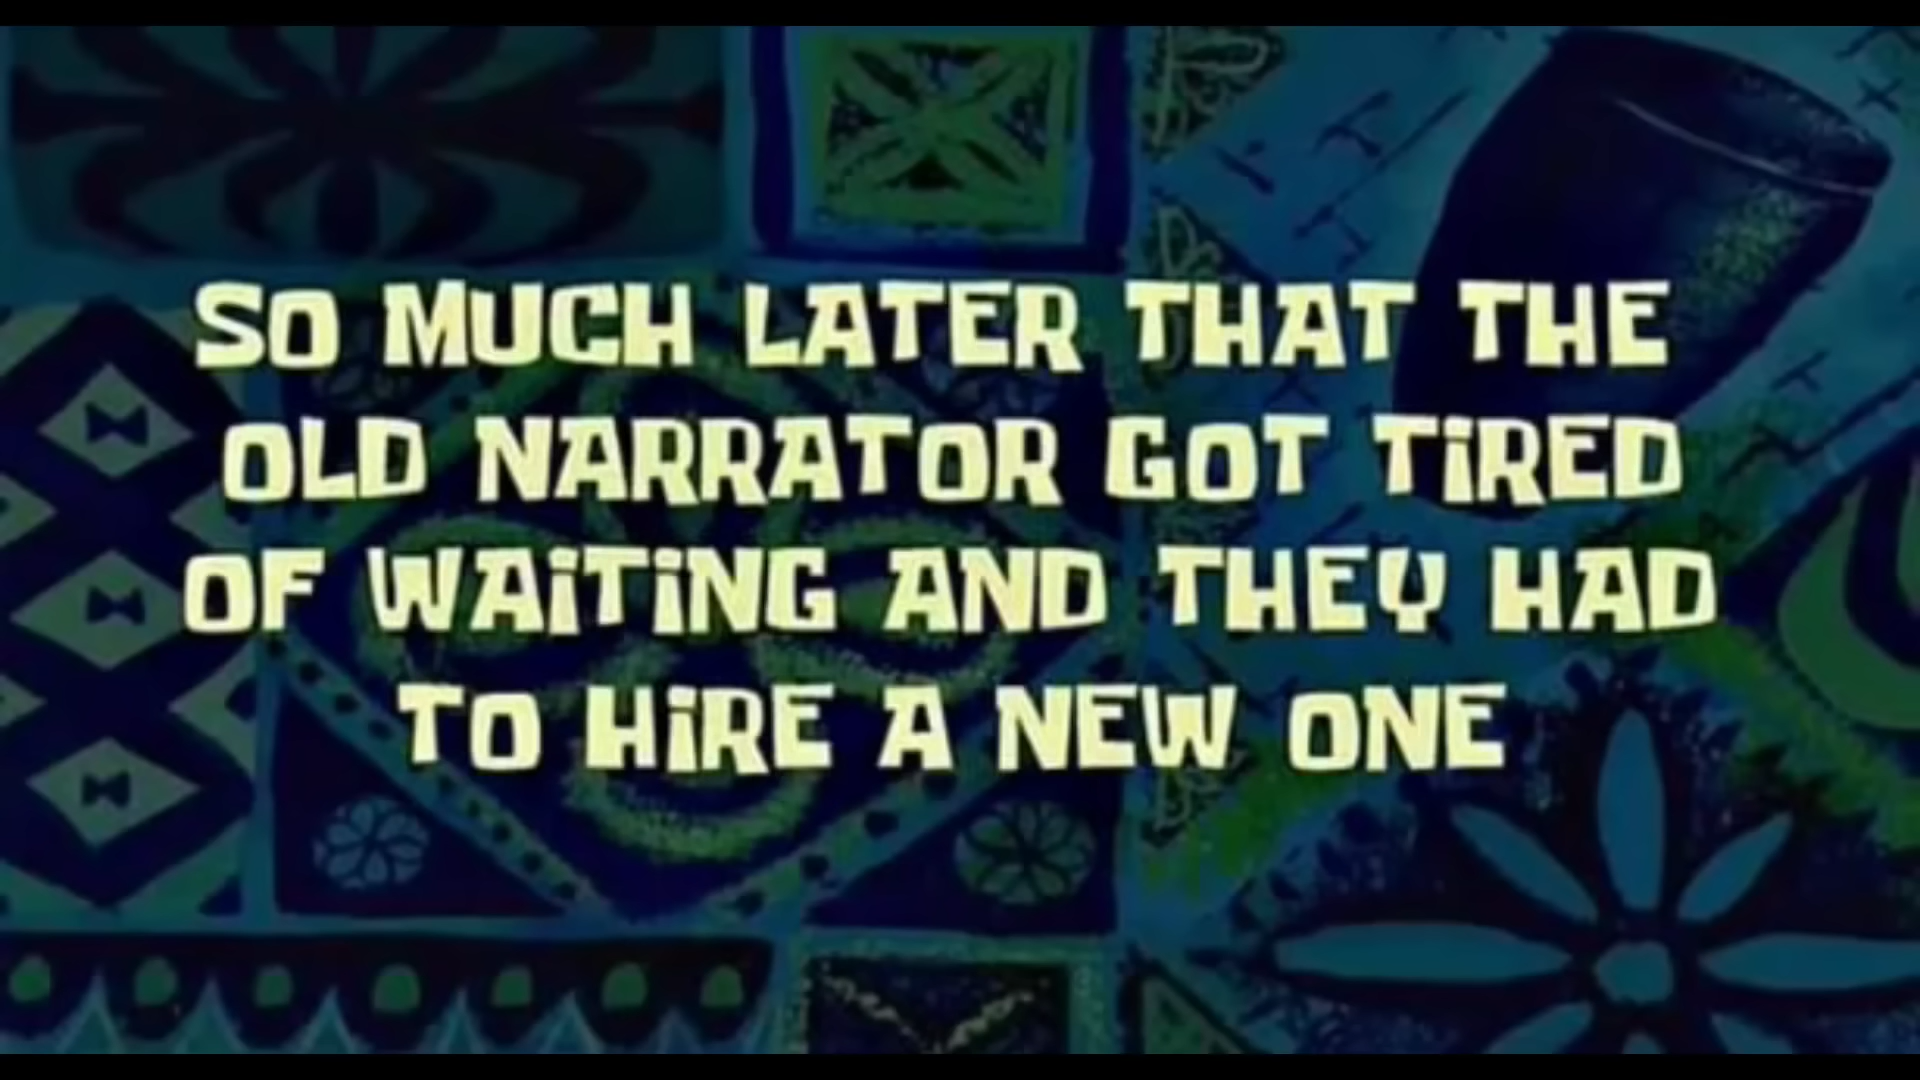 SO MUCH LATER THAT THE
OLD NARRATOR GOT TiRED
OF WAiTiNG AND THEY HAD
TO HiRE A NEW ONE